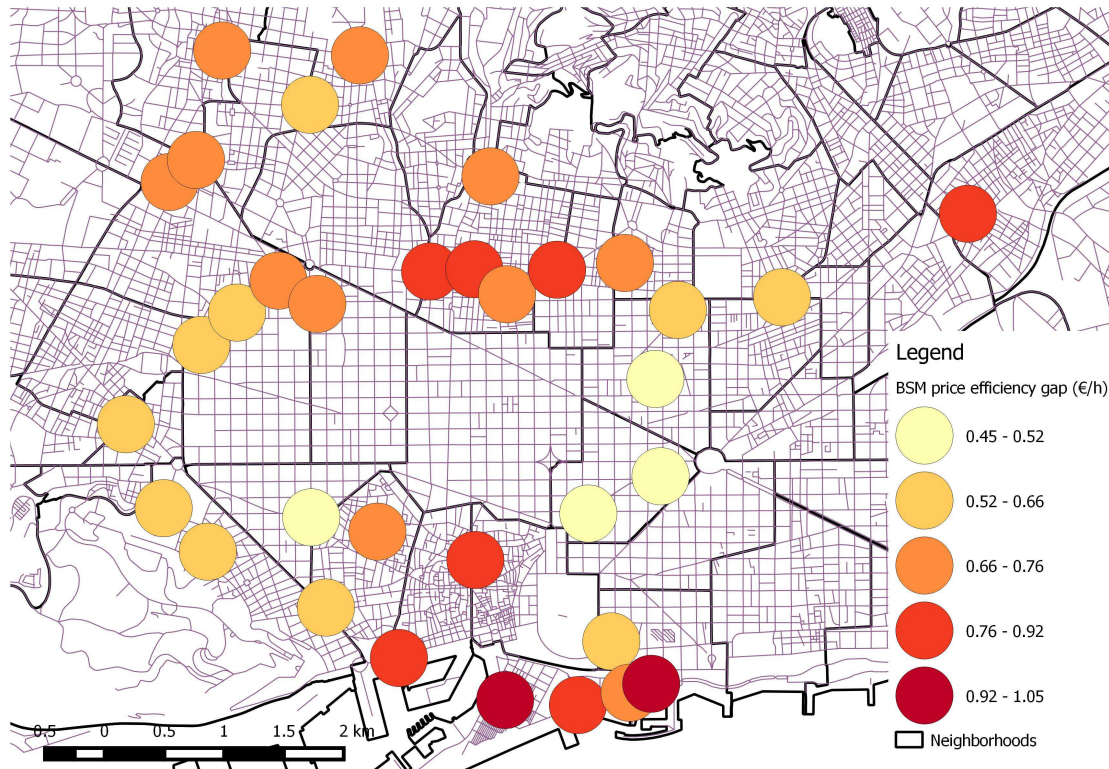 Legend
BSM price efficiency gap (€/h)
0.45 - 0.52
0.52 - 0.66
0.66 - 0.76
0.76 - 0.92
0.92 - 1.05
Neighborhoods
0.5 0 0.5 1 1.5 2 km